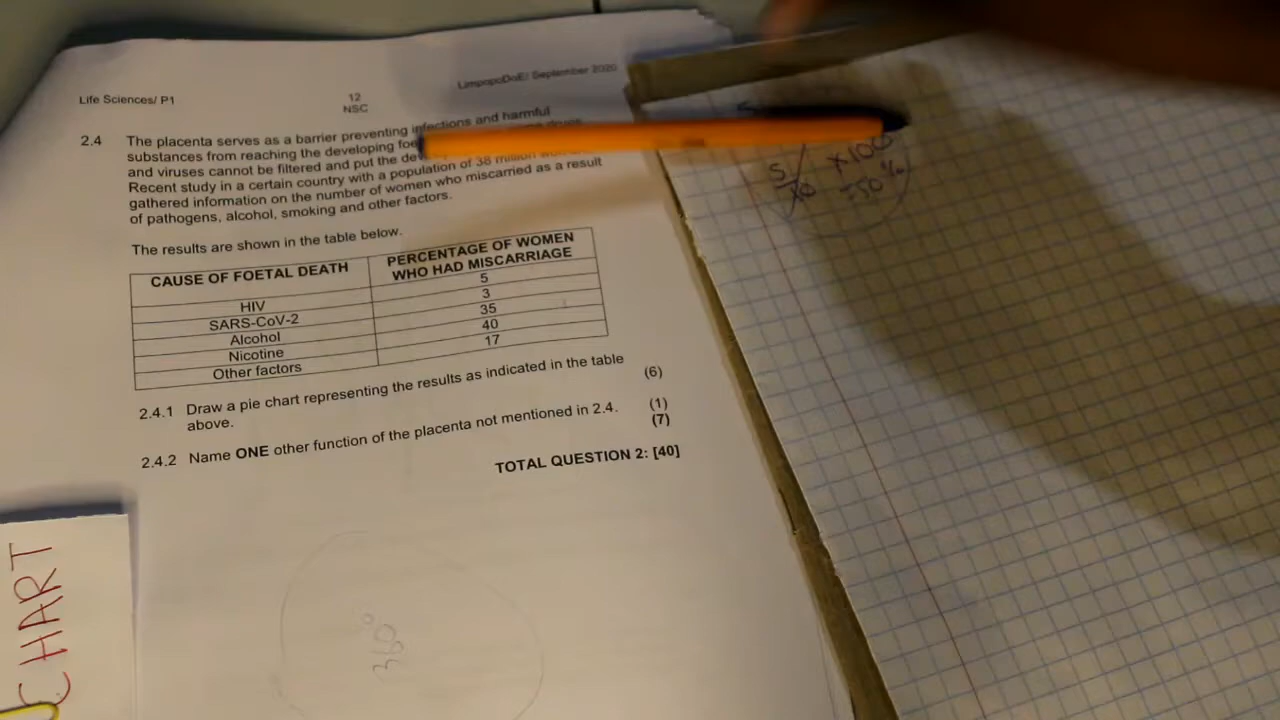 Life Sciences/ P1
12
NSC
LimpopoDoE/ September 2020
2.4 The placenta serves as a barrier preventing infections and harmful
substances from reaching the developing
and viruses cannot be filtered and put the 38 million
Recent study in a certain country with a population of
gathered information on the number of women who miscarried as a result
of pathogens, alcohol, smoking and other factors.
The results are shown in the table below.
CAUSE OF FOETAL DEATH PERCENTAGE OF WOMEN
WHO HAD MISCARRIAGE
HIV 5
SARS-CoV-2 3
Alcohol 35
Nicotine 40
Other factors 17
2.4.1 Draw a pie chart representing the results as indicated in the table
above. (6)
2.4.2 Name ONE other function of the placenta not mentioned in 2.4. (1)
(7)
TOTAL QUESTION 2: [40]
360°
CHART
5/10 ×100
=50%